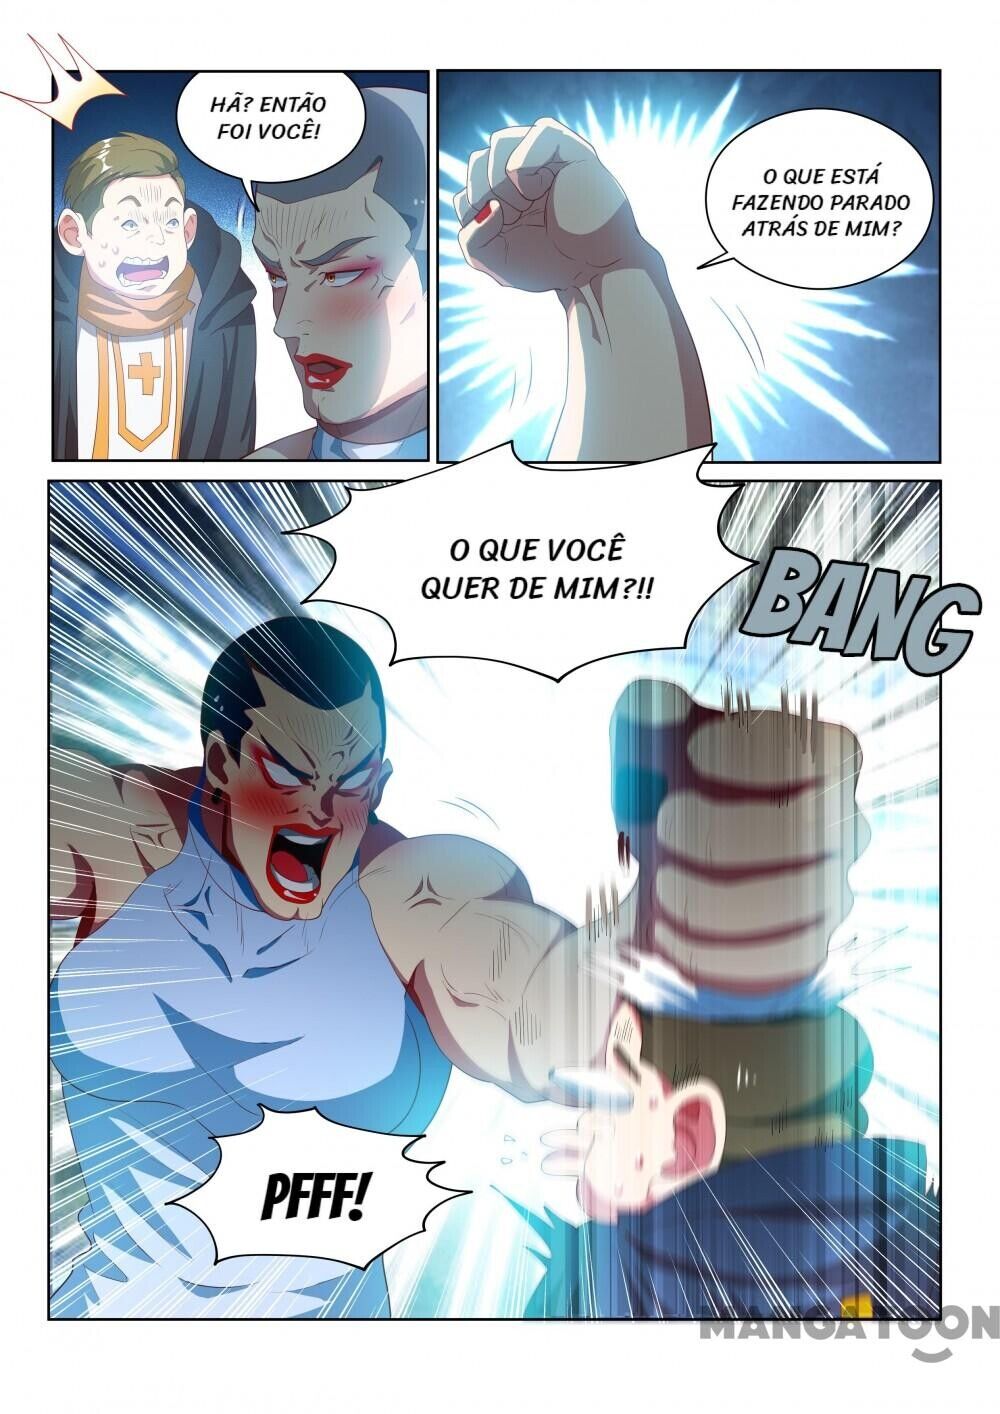 HÃ? ENTÃO
FOI VOCÊ!
O QUE ESTÁ
FAZENDO PARADO
ATRÁS DE MIM?
O QUE VOCÊ
QUER DE MIM?!!
BANG
PFFF!
MANGATOON